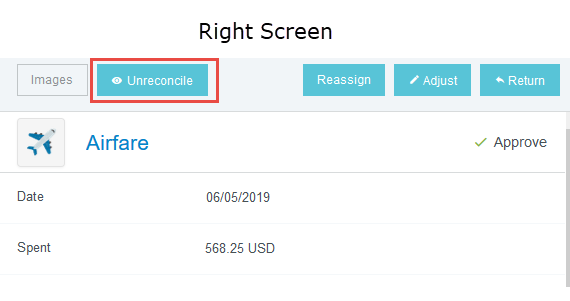 Right Screen
Images Unreconcile Reassign Adjust Return
Airfare Approve
Date 06/05/2019
Spent 568.25 USD